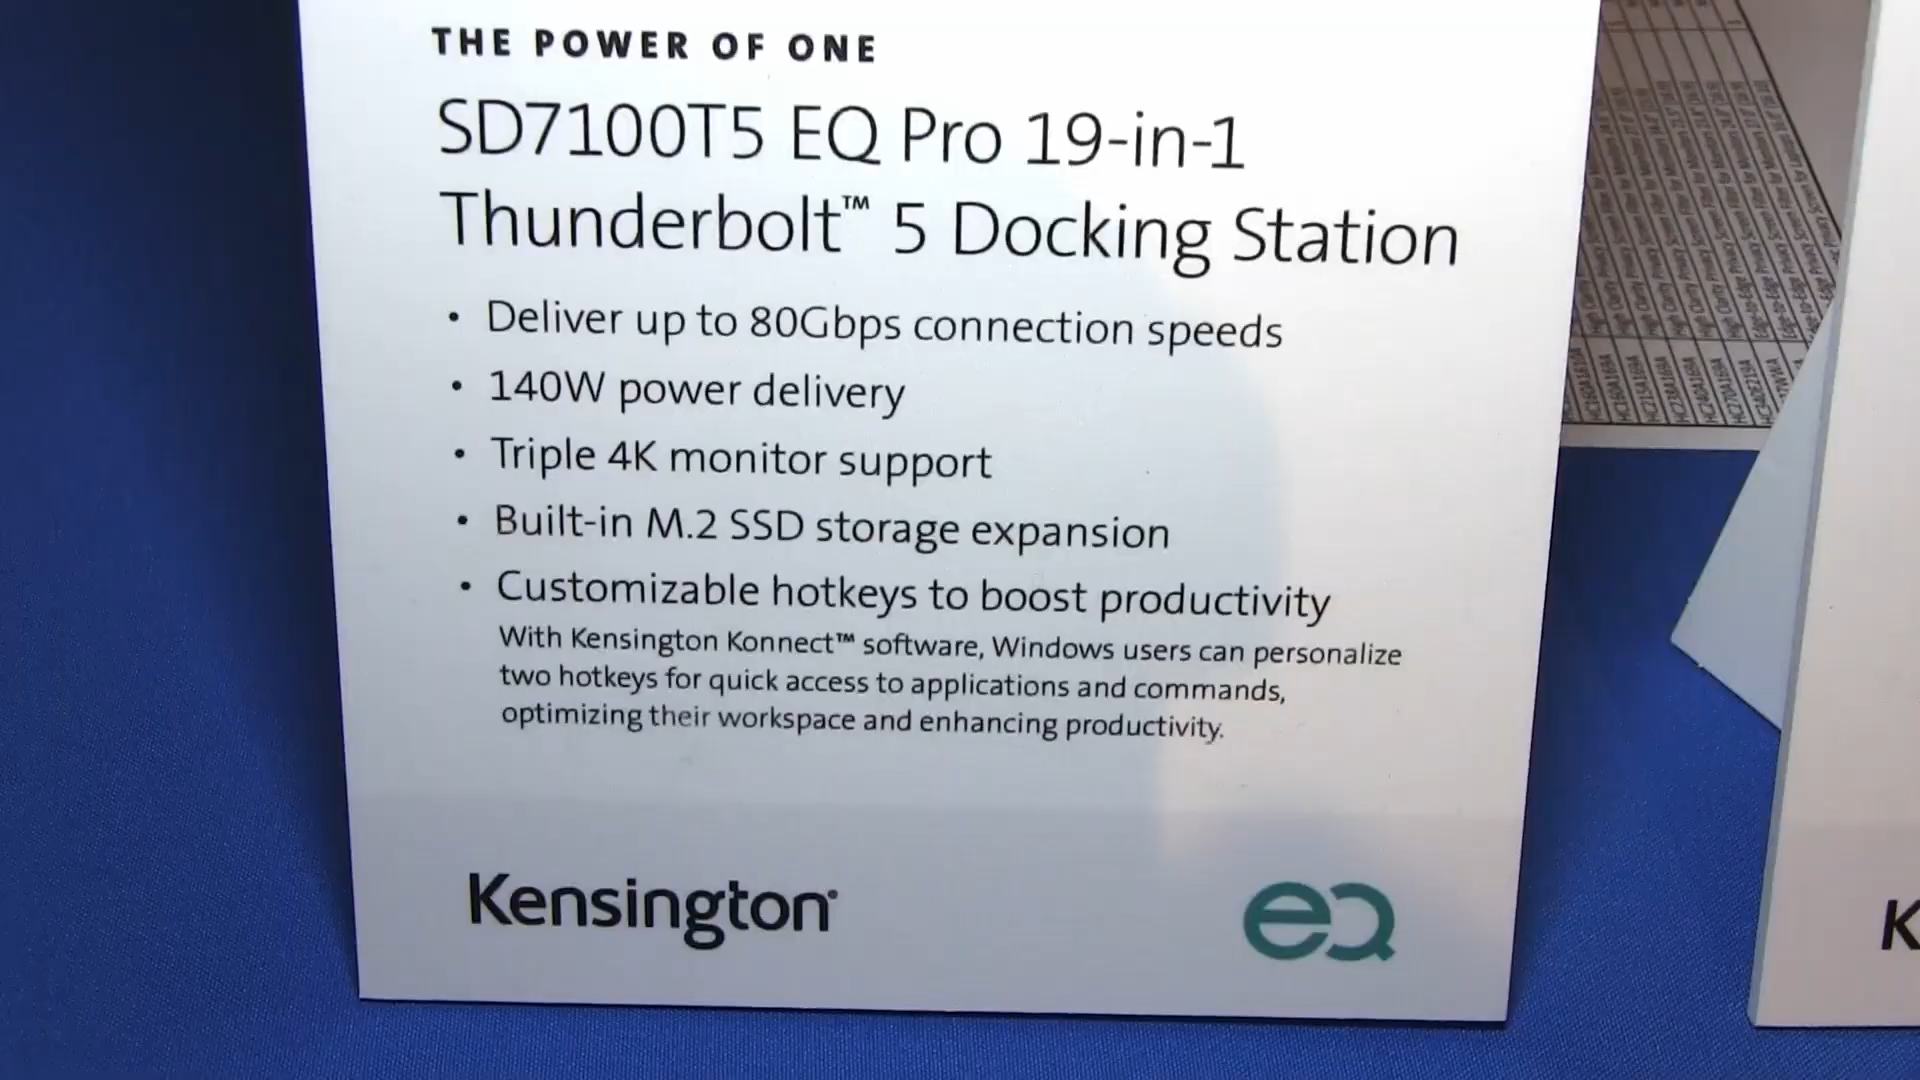 THE POWER OF ONE
SD7100T5 EQ Pro 19-in-1
Thunderbolt™ 5 Docking Station
• Deliver up to 80Gbps connection speeds
• 140W power delivery
• Triple 4K monitor support
• Built-in M.2 SSD storage expansion
• Customizable hotkeys to boost productivity
With Kensington Konnect™ software, Windows users can personalize
two hotkeys for quick access to applications and commands,
optimizing their workspace and enhancing productivity.
Kensington
eQ
K